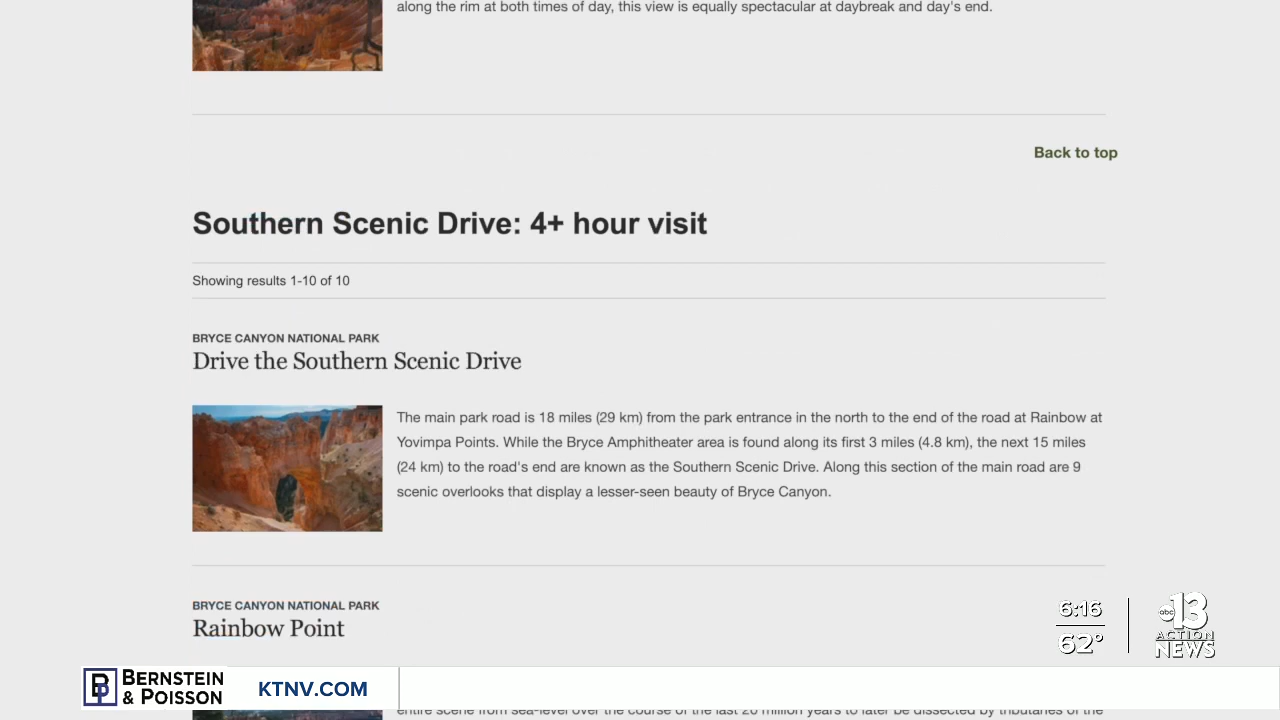 along the rim at both times of day, this view is equally spectacular at daybreak and day's end.
Back to top
Southern Scenic Drive: 4+ hour visit
Showing results 1-10 of 10
BRYCE CANYON NATIONAL PARK
Drive the Southern Scenic Drive
The main park road is 18 miles (29 km) from the park entrance in the north to the end of the road at Rainbow at
Yovimpa Points. While the Bryce Amphitheater area is found along its first 3 miles (4.8 km), the next 15 miles
(24 km) to the road's end are known as the Southern Scenic Drive. Along this section of the main road are 9
scenic overlooks that display a lesser-seen beauty of Bryce Canyon.
BRYCE CANYON NATIONAL PARK
Rainbow Point
6:16
62°
abc 13
ACTION
NEWS
BERNSTEIN
& POISSON
KTNV.COM
entire scene from sea-level over the course of the last 20 million years to later be dissected by tributaries of the